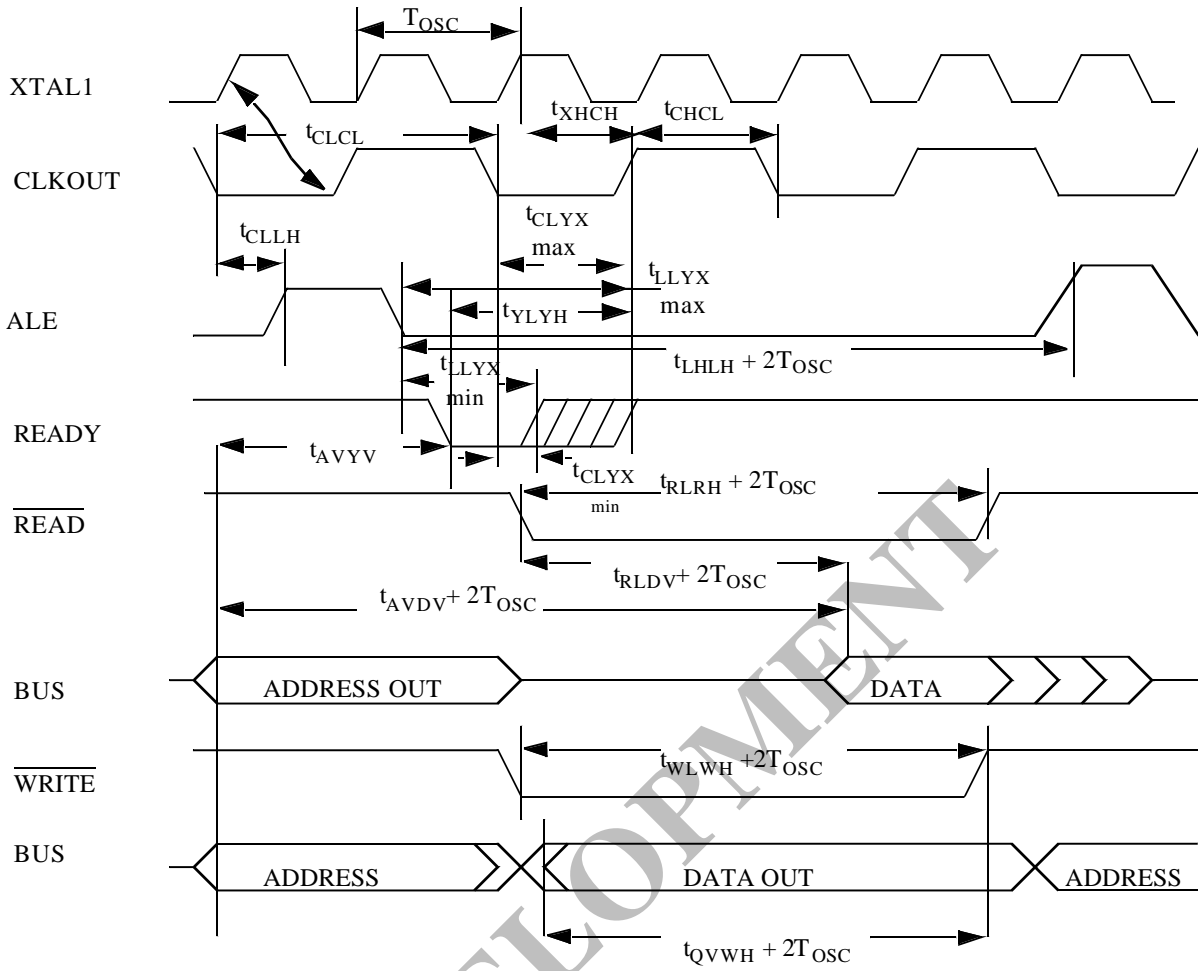 TOSC
XTAL1
tXHCH
tCHCL
tCLCL
CLKOUT
tCLYX
max
tCLLH
tLLYX
max
tYLYH
ALE
tLHLH + 2TOSC
tLLYX
min
READY
tAVYV
tCLYX
min
tRLRH + 2TOSC
READ
tRLDV+ 2TOSC
tAVDV+ 2TOSC
BUS
ADDRESS OUT
DATA
tWLWH +2TOSC
WRITE
BUS
ADDRESS
DATA OUT
ADDRESS
tQVWH + 2TOSC
ELOPMENT